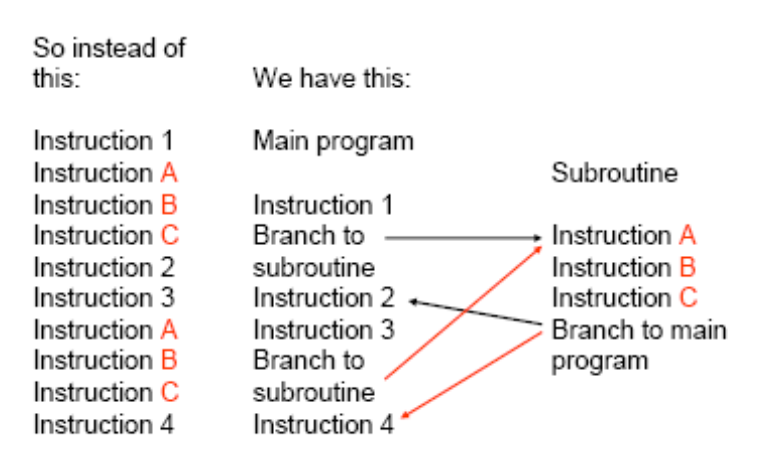 So instead of
this:
Instruction 1
Instruction A
Instruction B
Instruction C
Instruction 2
Instruction 3
Instruction A
Instruction B
Instruction C
Instruction 4
We have this:
Main program
Instruction 1
Branch to
subroutine
Instruction 2
Instruction 3
Branch to
subroutine
Instruction 4
Subroutine
Instruction A
Instruction B
Instruction C
Branch to main
program